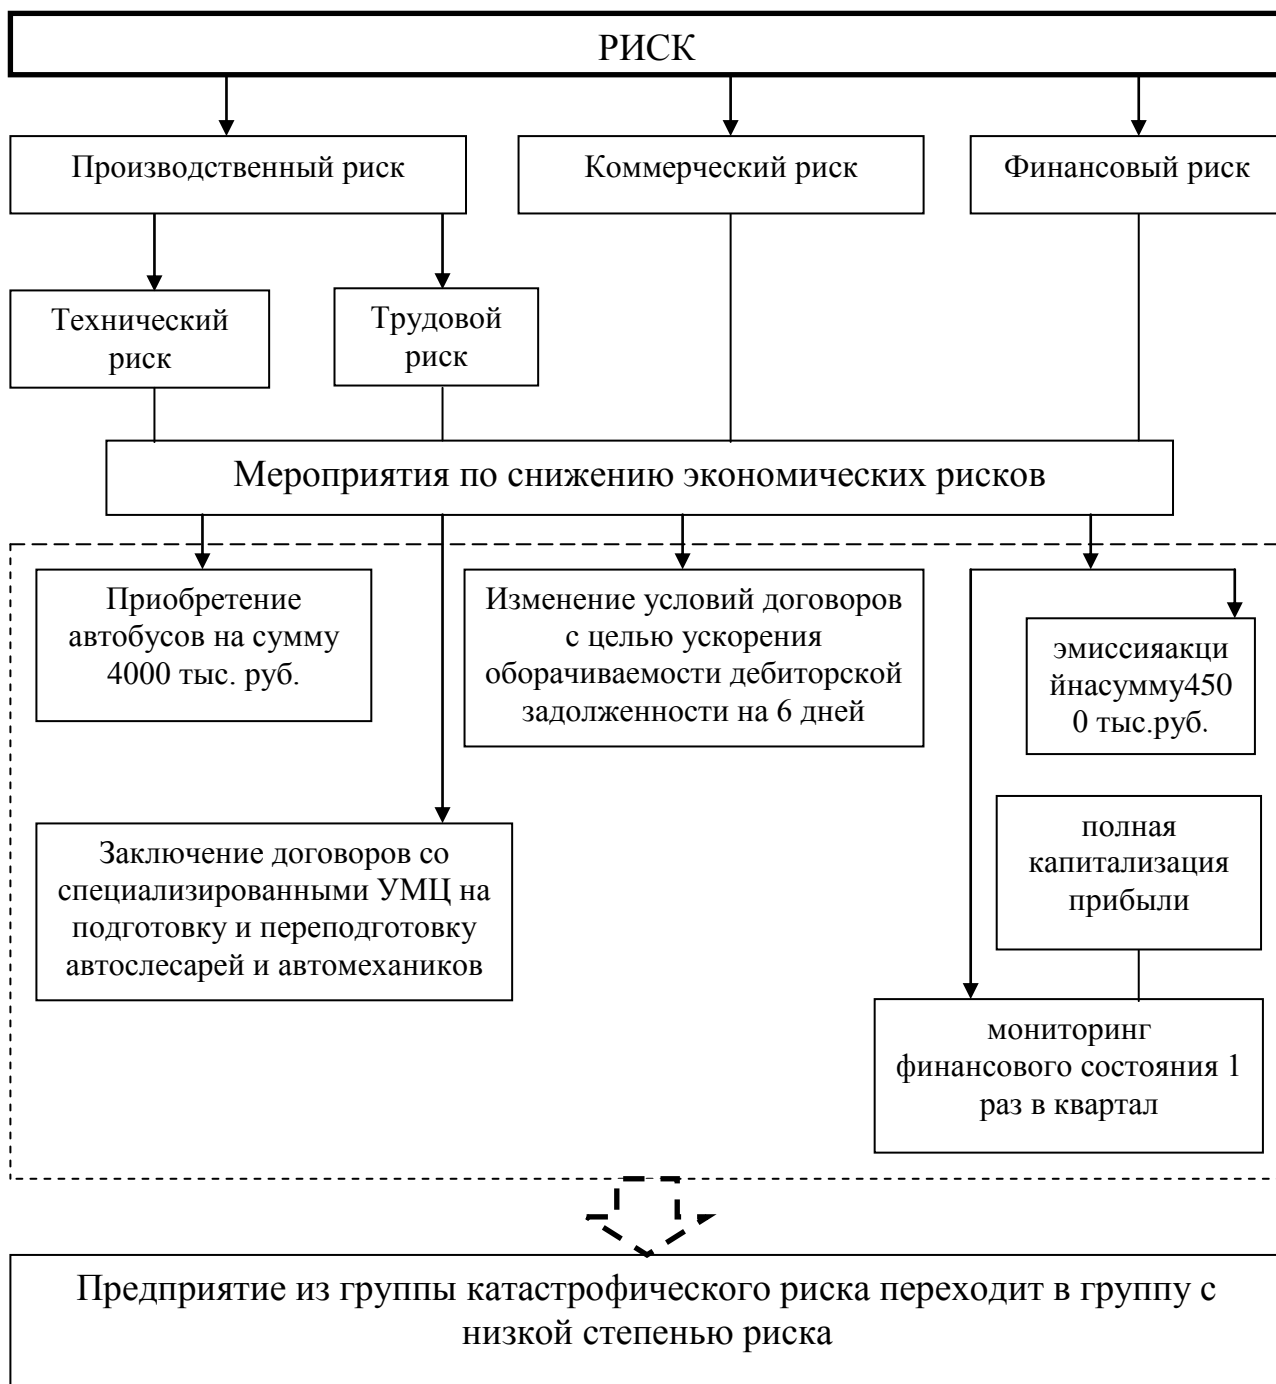 РИСК
Производственный риск
Коммерческий риск
Финансовый риск
Технический
риск
Трудовой
риск
Мероприятия по снижению экономических рисков
Приобретение
автобусов на сумму
4000 тыс. руб.
Изменение условий договоров
с целью ускорения
оборачиваемости дебиторской
задолженности на 6 дней
эмиссияакци
йнасумму450
0 тыс.руб.
полная
капитализация
прибыли
Заключение договоров со
специализированными УМЦ на
подготовку и переподготовку
автослесарей и автомехаников
мониторинг
финансового состояния 1
раз в квартал
Предприятие из группы катастрофического риска переходит в группу с
низкой степенью риска